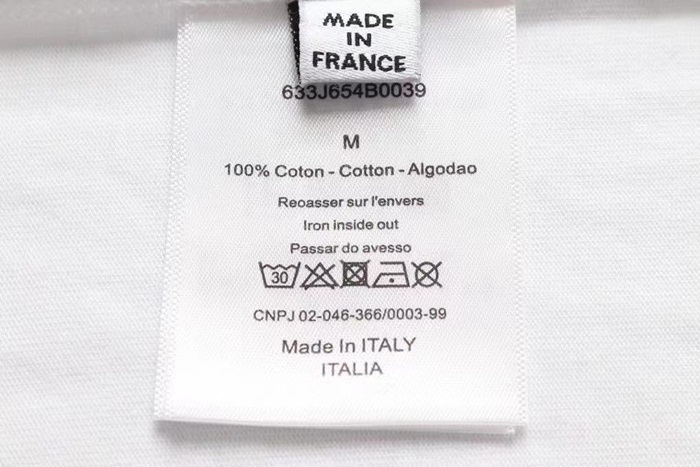 MADE
IN
FRANCE
633J654B0039
M
100% Coton - Cotton - Algodao
Reoasser sur l'envers
Iron inside out
Passar do avesso
30
CNPJ 02-046-366/0003-99
Made In ITALY
ITALIA